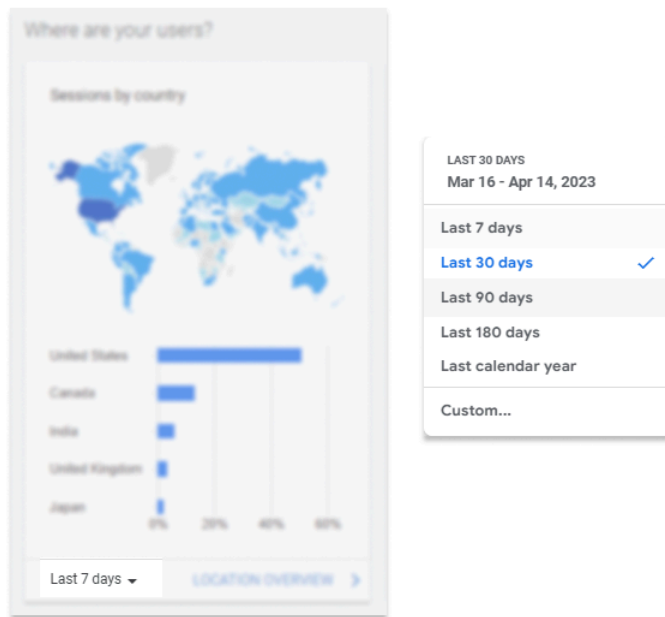 Where are your users?
Sessions by country
United States
Canada
India
United Kingdom
Japan
0% 20% 40% 60%
Last 7 days
LOCATION OVERVIEW
LAST 30 DAYS
Mar 16 - Apr 14, 2023
Last 7 days
Last 30 days
Last 90 days
Last 180 days
Last calendar year
Custom...